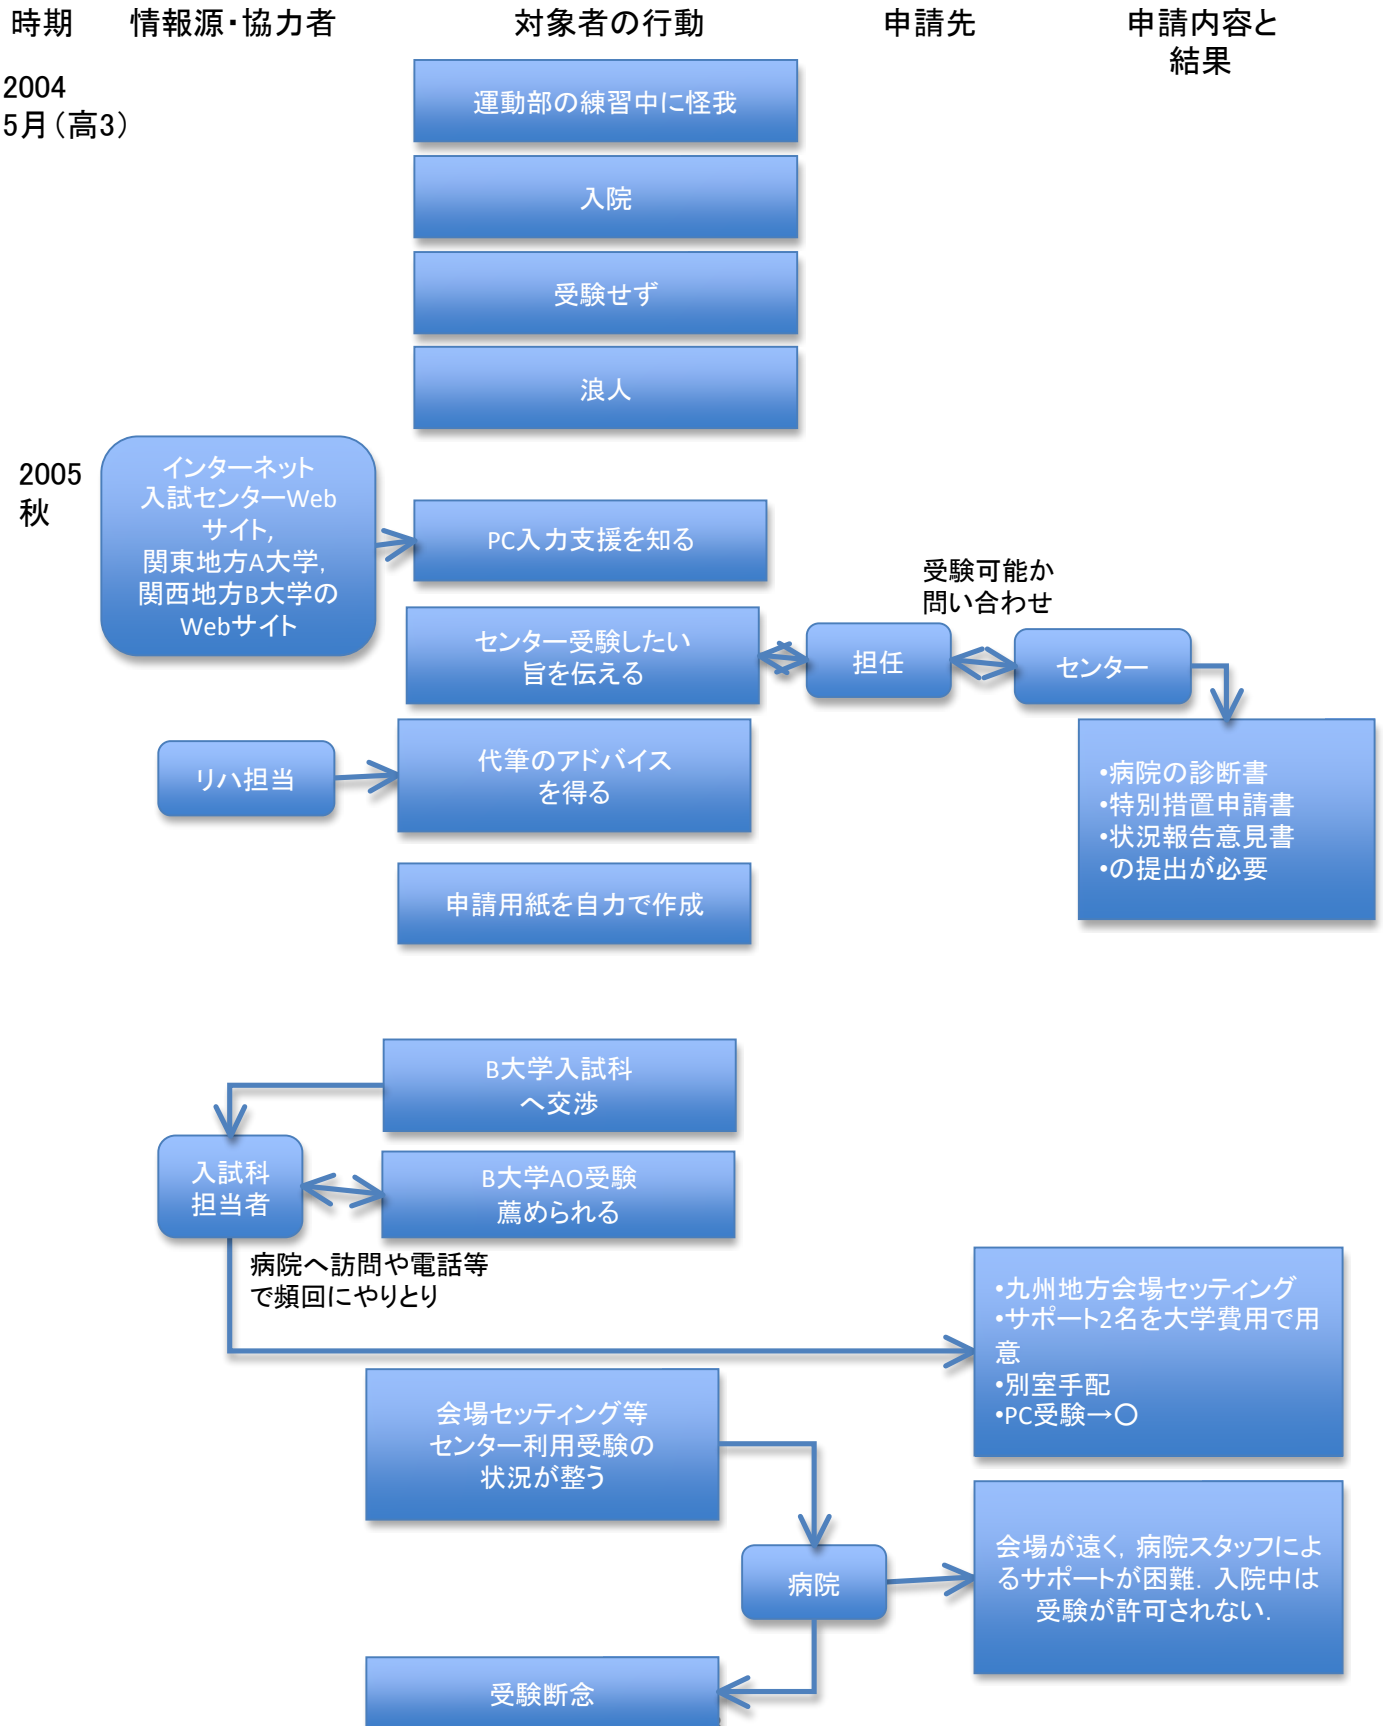 時期
情報源・協力者
対象者の行動
申請先
申請内容と
結果
2004
5月（高3）
運動部の練習中に怪我
入院
受験せず
浪人
2005
秋
インターネット
入試センターWeb
サイト,
関東地方A大学,
関西地方B大学の
Webサイト
PC入力支援を知る
センター受験したい
旨を伝える
担任
受験可能か
問い合わせ
センター
リハ担当
代筆のアドバイス
を得る
•病院の診断書
•特別措置申請書
•状況報告意見書
•の提出が必要
申請用紙を自力で作成
B大学入試科
へ交渉
入試科
担当者
B大学AO受験
薦められる
病院へ訪問や電話等
で頻回にやりとり
•九州地方会場セッティング
•サポート2名を大学費用で用
意
•別室手配
•PC受験→〇
会場セッティング等
センター利用受験の
状況が整う
病院
会場が遠く, 病院スタッフによ
るサポートが困難. 入院中は
受験が許可されない.
受験断念